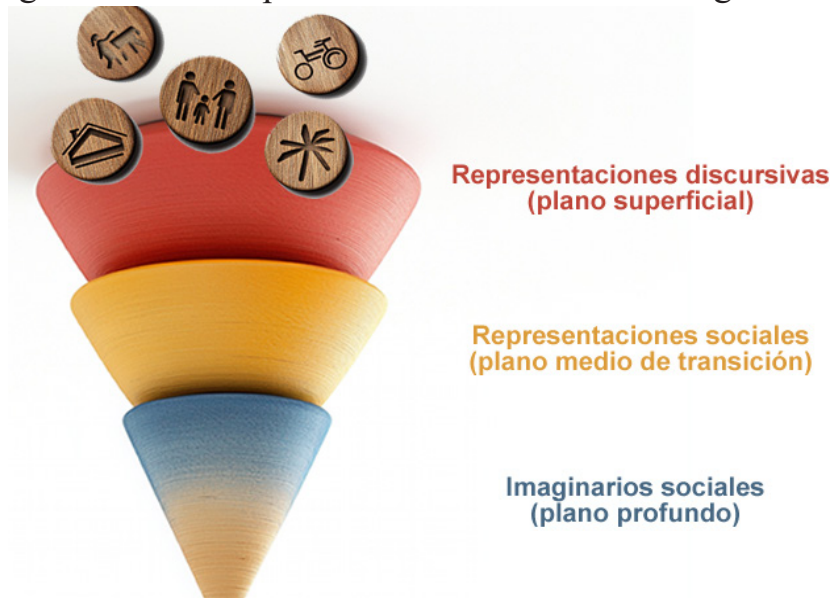 Representaciones discursivas
(plano superficial)
Representaciones sociales
(plano medio de transición)
Imaginarios sociales
(plano profundo)